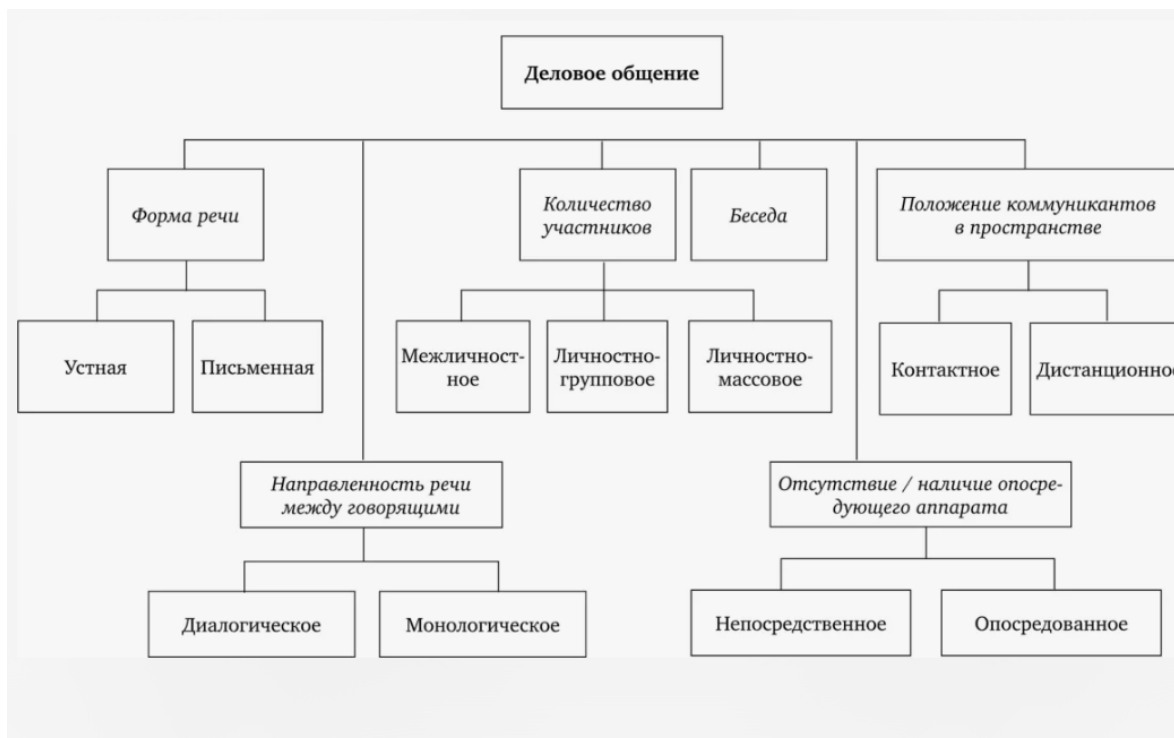 Деловое общение
Форма речи
Количество
участников
Беседа
Положение коммуникантов
в пространстве
Устная
Письменная
Межличност-
ное
Личностно-
групповое
Личностно-
массовое
Контактное
Дистанционное
Направленность речи
между говорящими
Отсутствие / наличие опосре-
дующего аппарата
Диалогическое
Монологическое
Непосредственное
Опосредованное